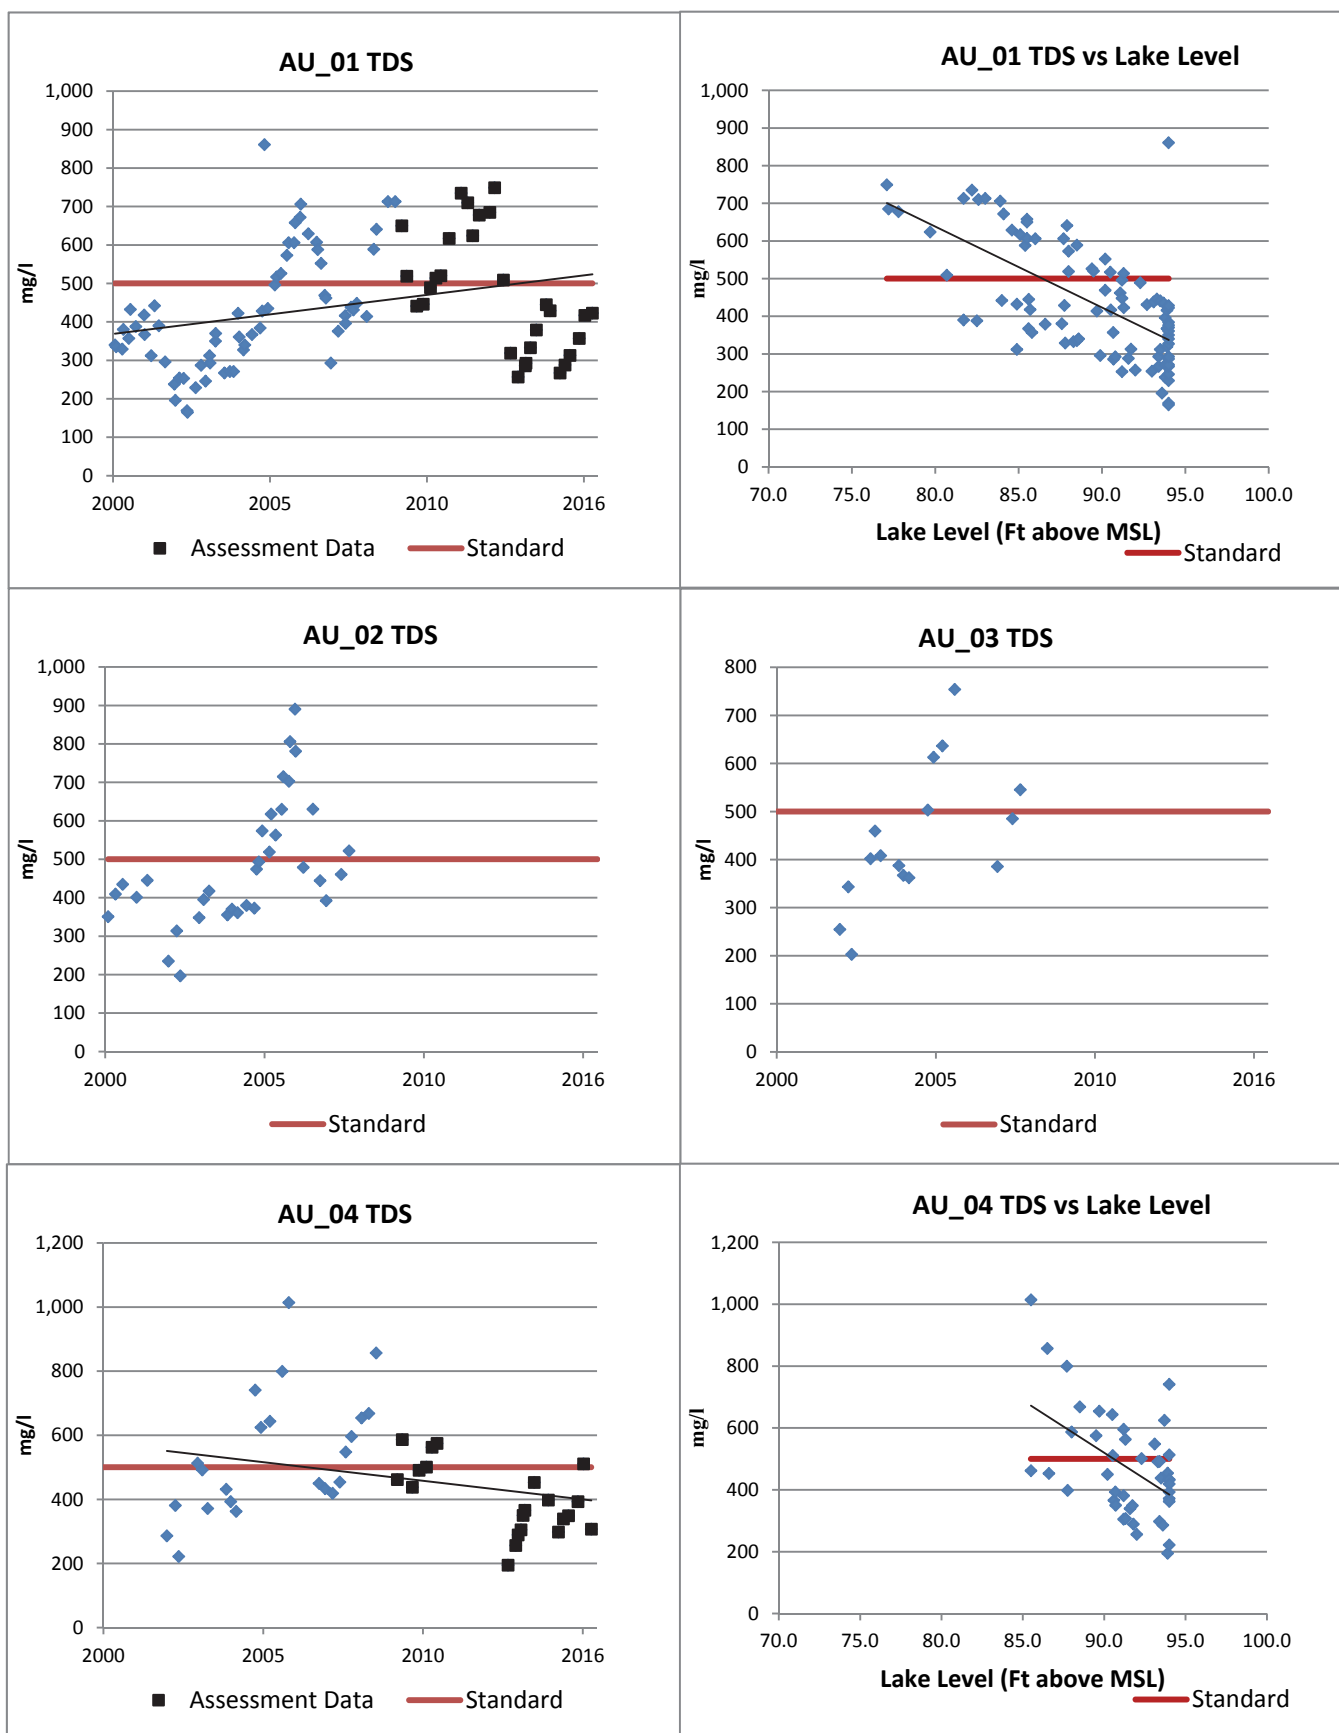 AU_01 TDS
1,000
900
800
700
600
500
400
300
200
100
0
mg/l
2000 2005 2010 2016
Assessment Data Standard
AU_01 TDS vs Lake Level
1,000
900
800
700
600
500
400
300
200
100
0
mg/l
70.0 75.0 80.0 85.0 90.0 95.0 100.0
Lake Level (Ft above MSL)
Standard
AU_02 TDS
1,000
900
800
700
600
500
400
300
200
100
0
mg/l
2000 2005 2010 2016
Standard
AU_03 TDS
800
700
600
500
400
300
200
100
0
mg/l
2000 2005 2010 2016
Standard
AU_04 TDS
1,200
1,000
800
600
400
200
0
mg/l
2000 2005 2010 2016
Assessment Data Standard
AU_04 TDS vs Lake Level
1,200
1,000
800
600
400
200
0
mg/l
70.0 75.0 80.0 85.0 90.0 95.0 100.0
Lake Level (Ft above MSL)
Standard